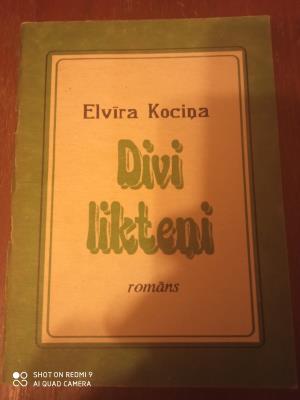 Elvīra Kociņa
Divi
likteņi
romāns
SHOT ON REDMI 9
AI QUAD CAMERA